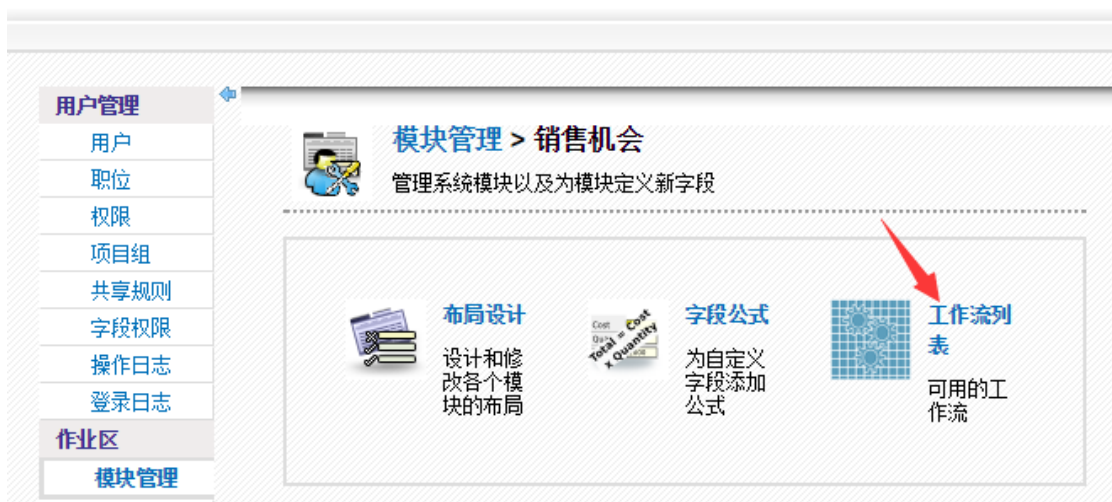 用户管理
用户
职位
权限
项目组
共享规则
字段权限
操作日志
登录日志
作业区
模块管理
模块管理 > 销售机会
管理系统模块以及为模块定义新字段
布局设计
设计和修
改各个模
块的布局
Cost
Total = Cost
x Quantity
字段公式
为自定义
字段添加
公式
工作流列
表
可用的工
作流